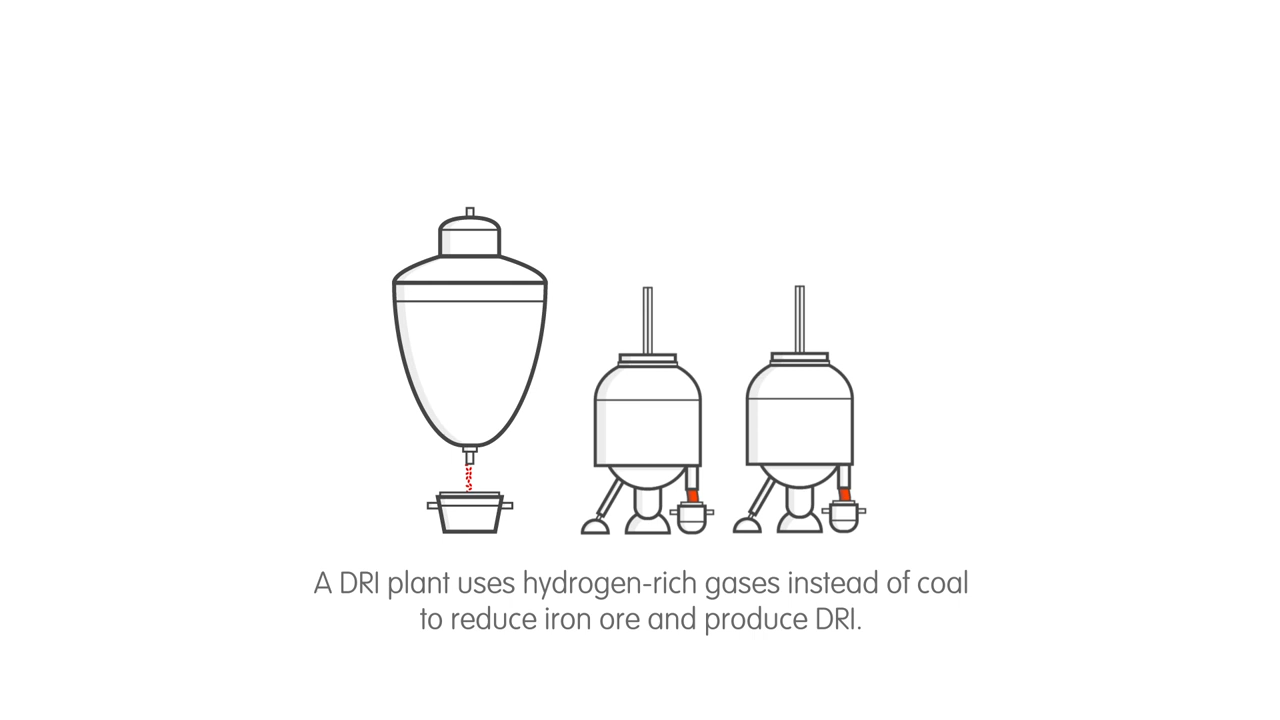 A DRI plant uses hydrogen-rich gases instead of coal
to reduce iron ore and produce DRI.